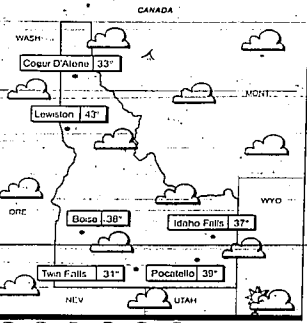 CANADA
WASH
Coeur D'Alene 33°
MONT.
Lewiston 43°
WYO
ORE
Boise 38°
Idaho Falls 37°
Twin Falls 31°
Pocatello 39°
NEV
UTAH